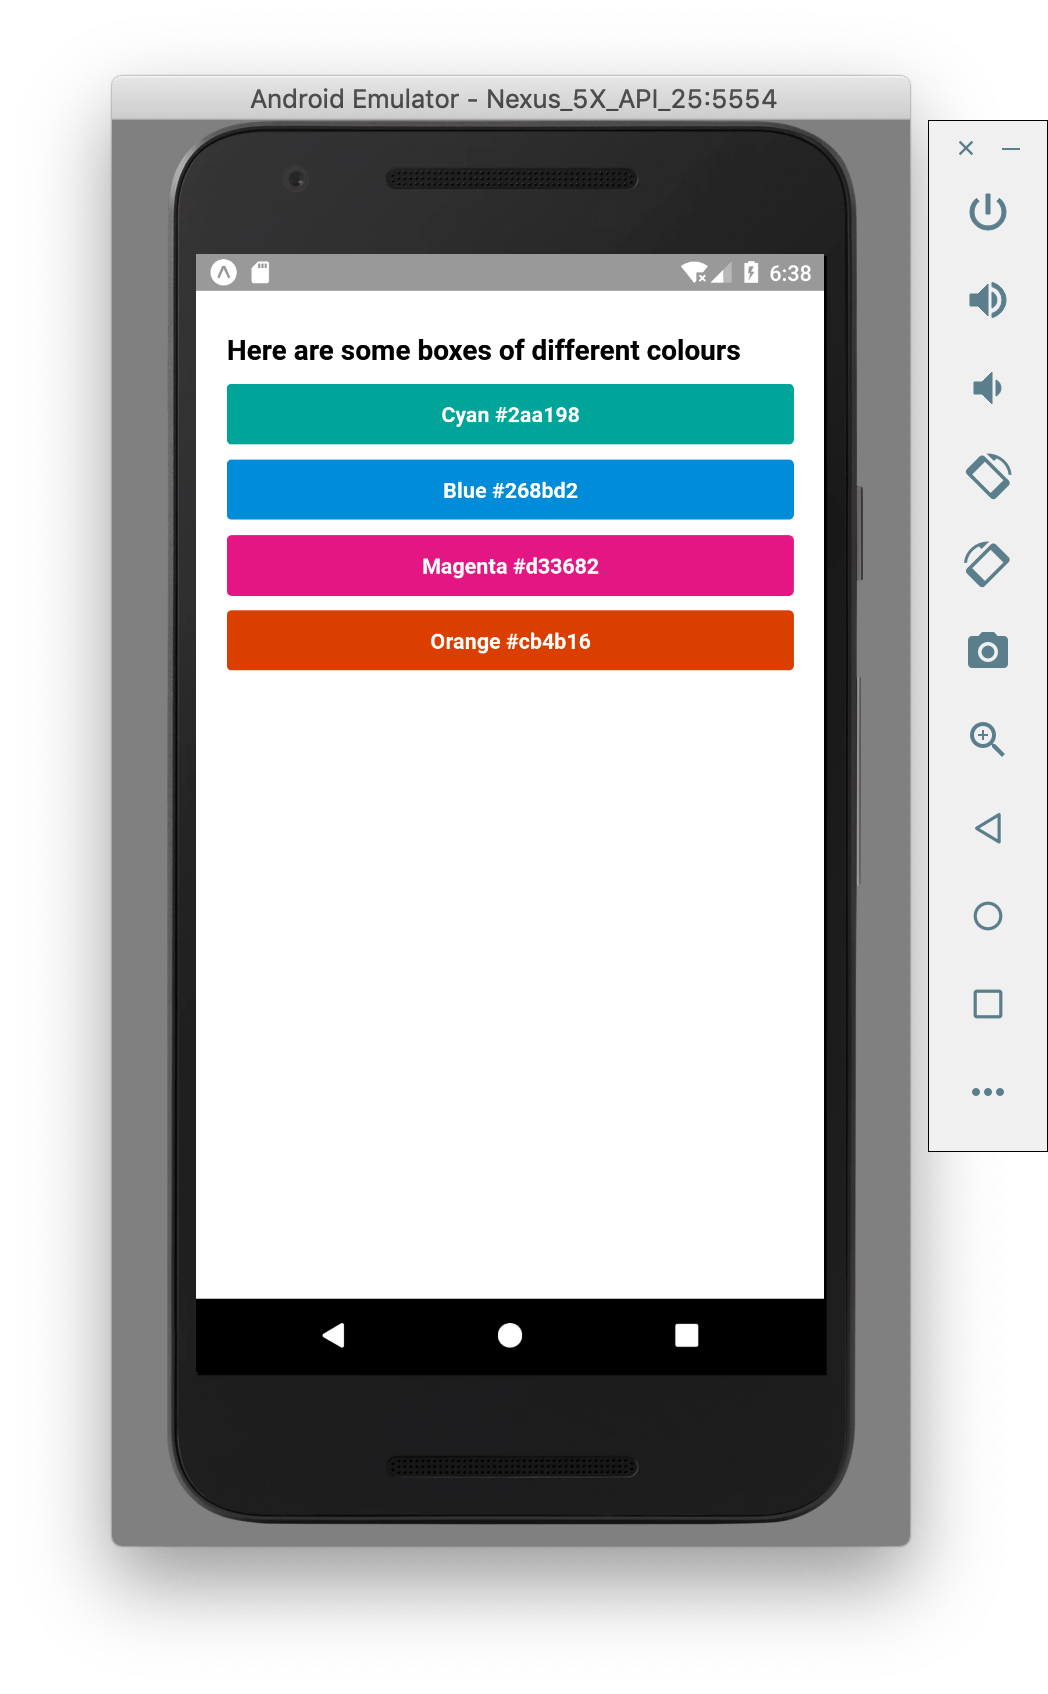 Android Emulator - Nexus_5X_API_25:5554
6:38
Here are some boxes of different colours
Cyan #2aa198
Blue #268bd2
Magenta #d33682
Orange #cb4b16